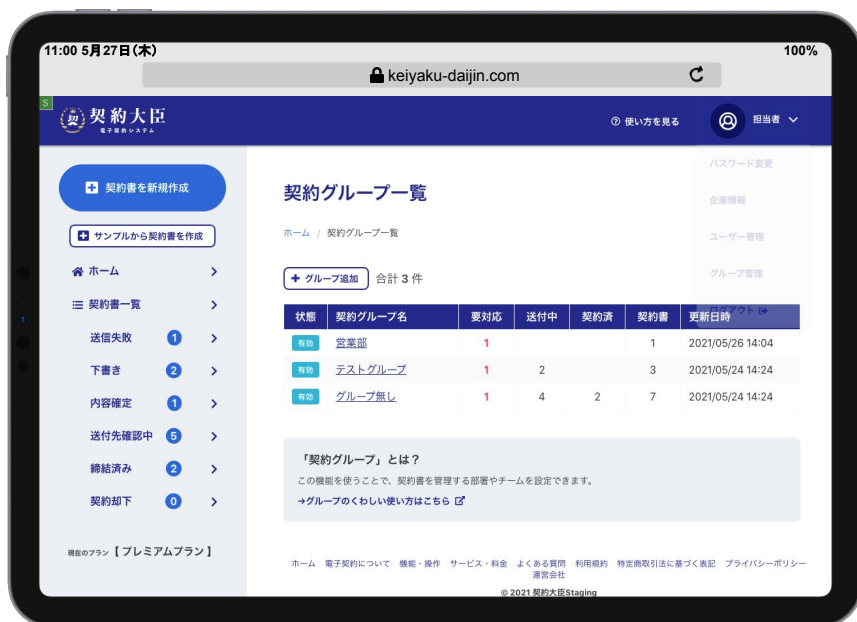 11:00 5月27日(木)
100%
keiyaku-daijin.com
S
契約大臣
電子契約システム
使い方を見る
担当者
パスワード変更
企業情報
ユーザー管理
グループ管理
ログアウト
契約書を新規作成
サンプルから契約書を作成
ホーム
契約書一覧
送信失敗 1
下書き 2
内容確定 1
送付先確認中 5
締結済み 2
契約却下 0
現在のプラン【プレミアムプラン】
契約グループ一覧
ホーム / 契約グループ一覧
グループ追加 合計 3 件
状態 契約グループ名 要対応 送付中 契約済 契約書 更新日時
有効 営業部 1 1 2021/05/26 14:04
有効 テストグループ 1 2 3 2021/05/24 14:24
有効 グループ無し 1 4 2 7 2021/05/24 14:24
「契約グループ」とは？
この機能を使うことで、契約書を管理する部署やチームを設定できます。
→グループのくわしい使い方はこちら
ホーム 電子契約について 機能・操作 サービス・料金 よくある質問 利用規約 特定商取引法に基づく表記 プライバシーポリシー
運営会社
© 2021 契約大臣Staging